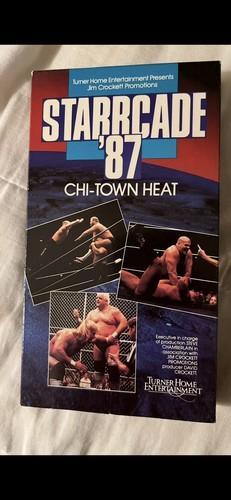 Turner Home Entertainment Presents
Jim Crockett Promotions
STARRCADE
'87
CHI-TOWN HEAT
Executive in charge
of production STEVE
CHAMBERLAIN in
association with
JIM CROCKETT
PROMOTIONS
producer DAVID
CROCKETT.
TURNER HOME
ENTERTAINMENT